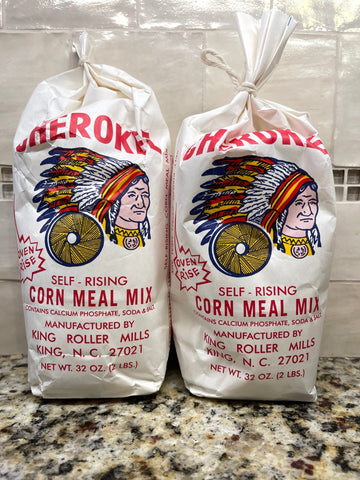 CHEROKEE
OVEN
RISE
SELF - RISING
CORN MEAL MIX
CONTAINS CALCIUM PHOSPHATE, SODA & SALT
MANUFACTURED BY
KING ROLLER MILLS
KING, N. C. 27021
NET WT. 32 OZ. (2 LBS.)
CHEROKEE
OVEN
RISE
SELF - RISING
CORN MEAL MIX
CONTAINS CALCIUM PHOSPHATE, SODA & SALT
MANUFACTURED BY
KING ROLLER MILLS
KING, N. C. 27021
NET WT. 32 OZ. (2 LBS.)